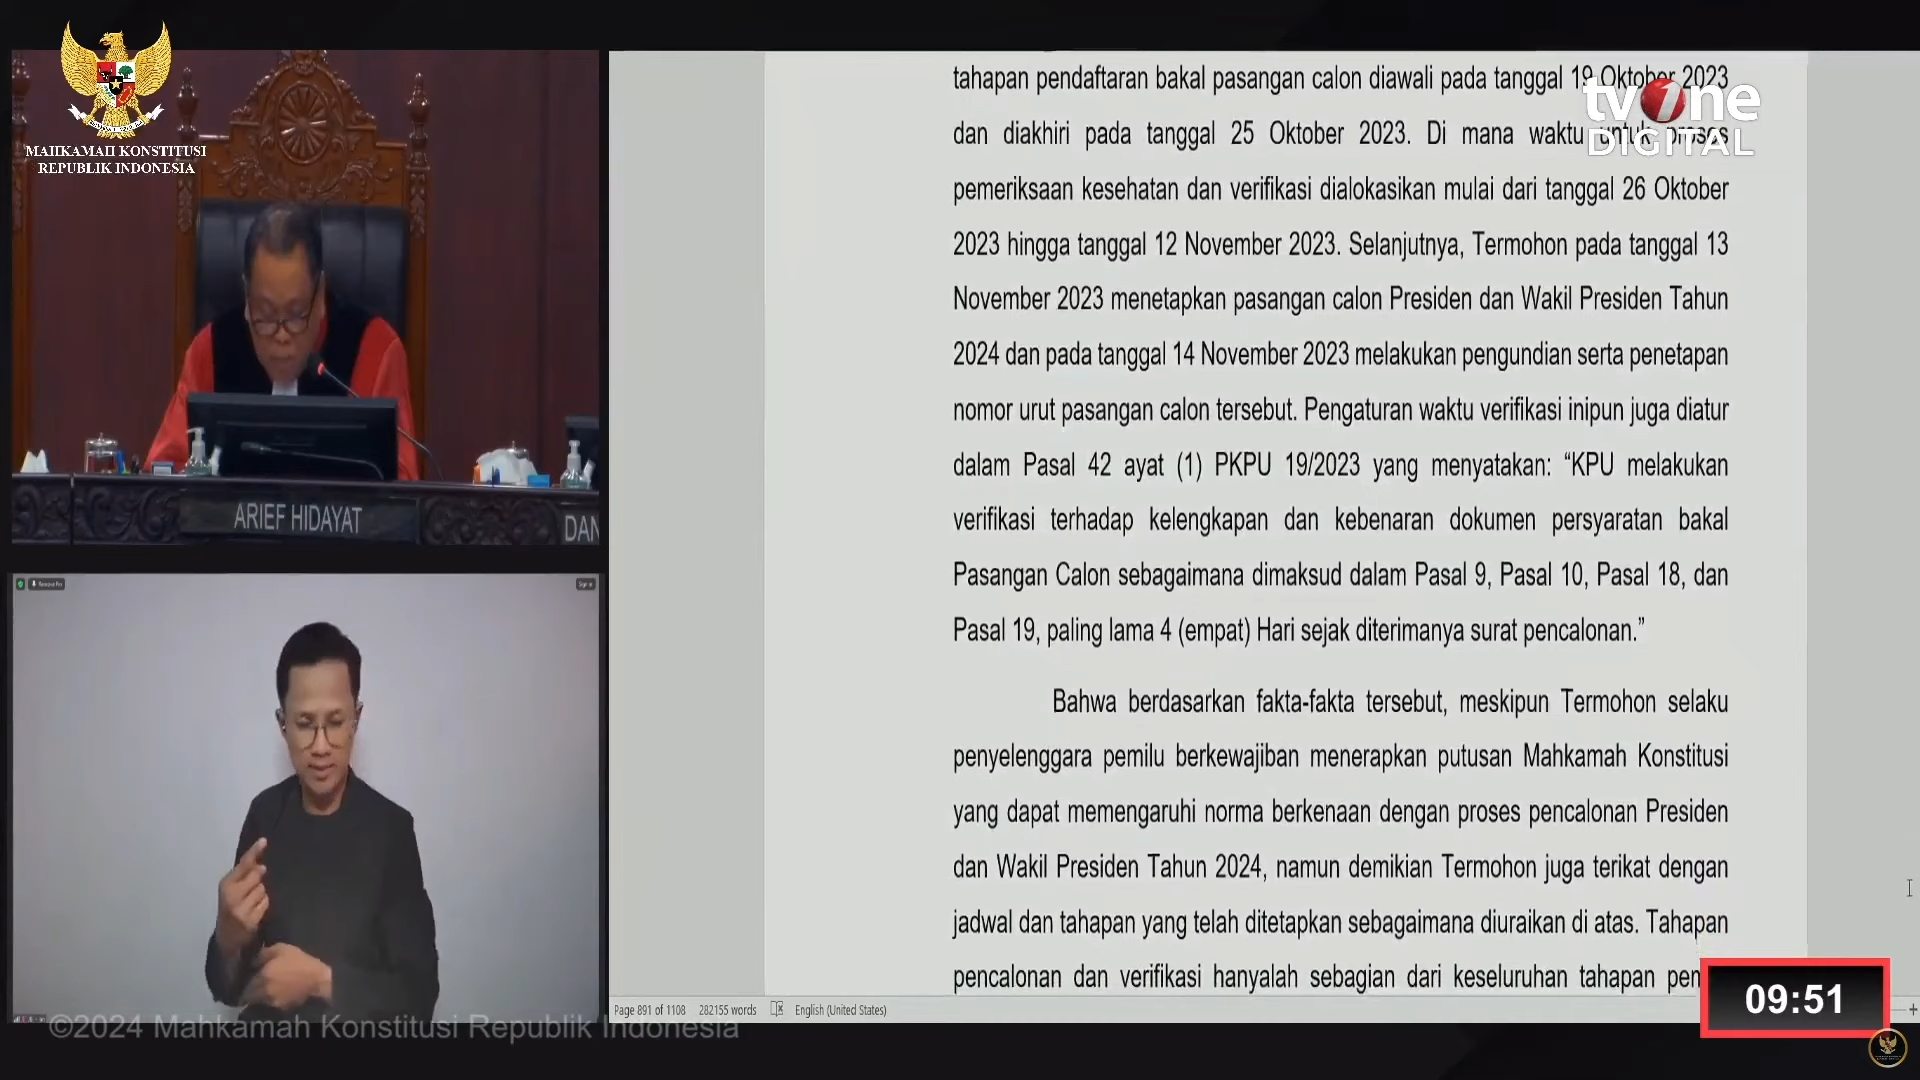 MAHKAMAH KONSTITUSI
REPUBLIK INDONESIA
ARIEF HIDAYAT
DAN
tahapan pendaftaran bakal pasangan calon diawali pada tanggal 19 Oktober 2023
dan diakhiri pada tanggal 25 Oktober 2023. Di mana waktu untuk proses
pemeriksaan kesehatan dan verifikasi dialokasikan mulai dari tanggal 26 Oktober
2023 hingga tanggal 12 November 2023. Selanjutnya, Termohon pada tanggal 13
November 2023 menetapkan pasangan calon Presiden dan Wakil Presiden Tahun
2024 dan pada tanggal 14 November 2023 melakukan pengundian serta penetapan
nomor urut pasangan calon tersebut. Pengaturan waktu verifikasi inipun juga diatur
dalam Pasal 42 ayat (1) PKPU 19/2023 yang menyatakan: “KPU melakukan
verifikasi terhadap kelengkapan dan kebenaran dokumen persyaratan bakal
Pasangan Calon sebagaimana dimaksud dalam Pasal 9, Pasal 10, Pasal 18, dan
Pasal 19, paling lama 4 (empat) Hari sejak diterimanya surat pencalonan.”
Bahwa berdasarkan fakta-fakta tersebut, meskipun Termohon selaku
penyelenggara pemilu berkewajiban menerapkan putusan Mahkamah Konstitusi
yang dapat memengaruhi norma berkenaan dengan proses pencalonan Presiden
dan Wakil Presiden Tahun 2024, namun demikian Termohon juga terikat dengan
jadwal dan tahapan yang telah ditetapkan sebagaimana diuraikan di atas. Tahapan
pencalonan dan verifikasi hanyalah sebagian dari keseluruhan tahapan
tvOne
DIGITAL
Page 891 of 1108 282155 words English (United States)
09:51
©2024 Mahkamah Konstitusi Republik Indonesia